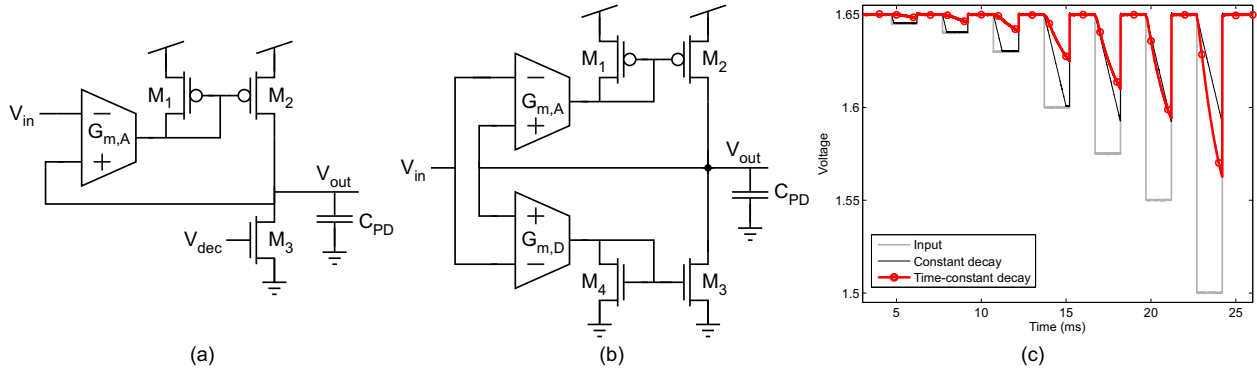 M1
M2
Vin
−
Gm,A
+
Vout
CPD
Vdec
M3
(a)
M1
M2
−
Gm,A
+
Vin
Vout
CPD
+
Gm,D
−
M4
M3
(b)
1.65
1.6
1.55
1.5
Voltage
Input
Constant decay
Time-constant decay
5 10 15 20 25
Time (ms)
(c)